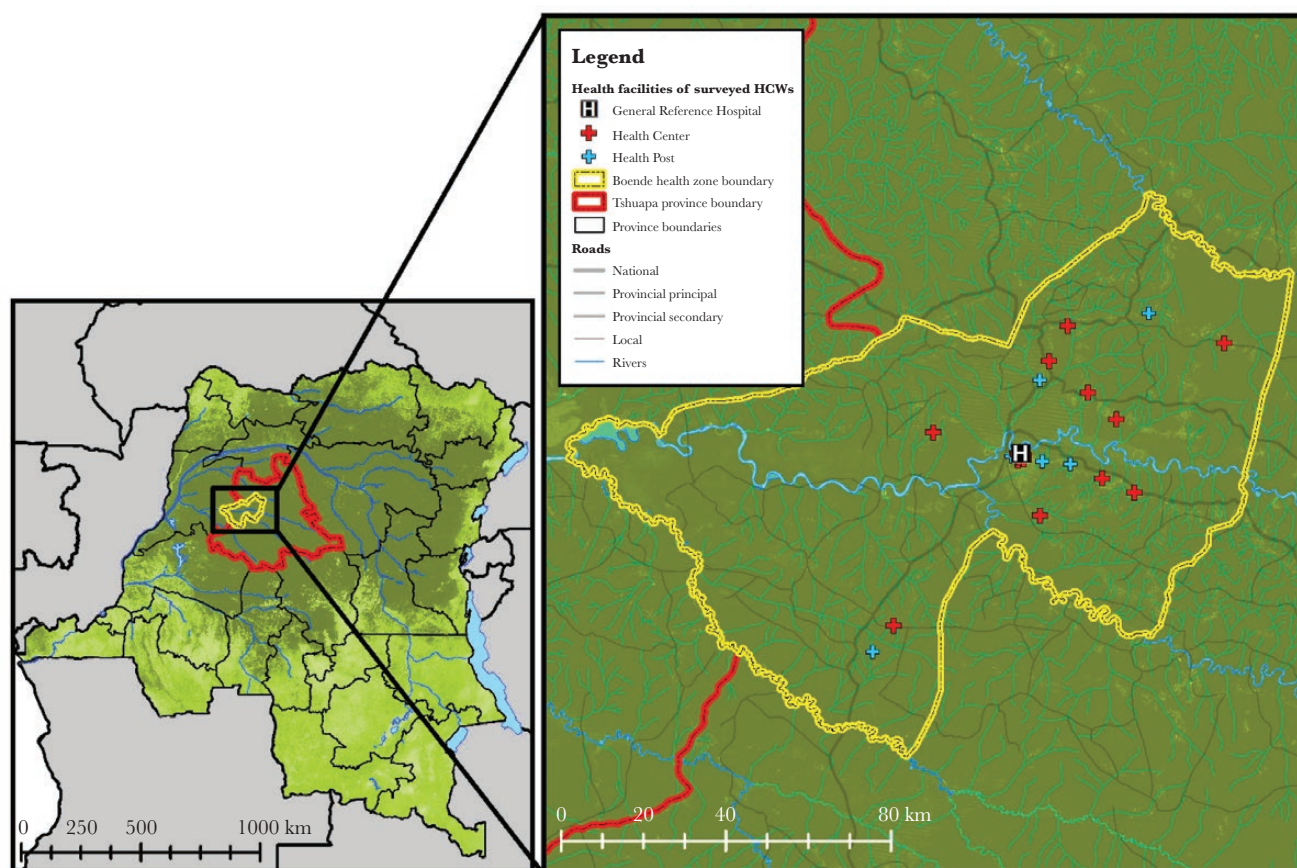 Legend
Health facilities of surveyed HCWs
H General Reference Hospital
Health Center
Health Post
Boende health zone boundary
Tshuapa province boundary
Province boundaries
Roads
National
Provincial principal
Provincial secondary
Local
Rivers
H
0 250 500 1000 km
0 20 40 80 km